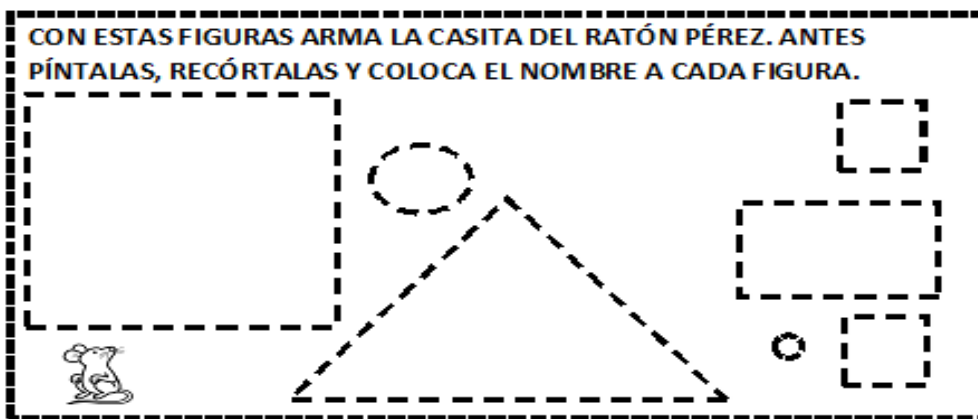 CON ESTAS FIGURAS ARMA LA CASITA DEL RATÓN PÉREZ. ANTES
PÍNTALAS, RECÓRTALAS Y COLOCA EL NOMBRE A CADA FIGURA.